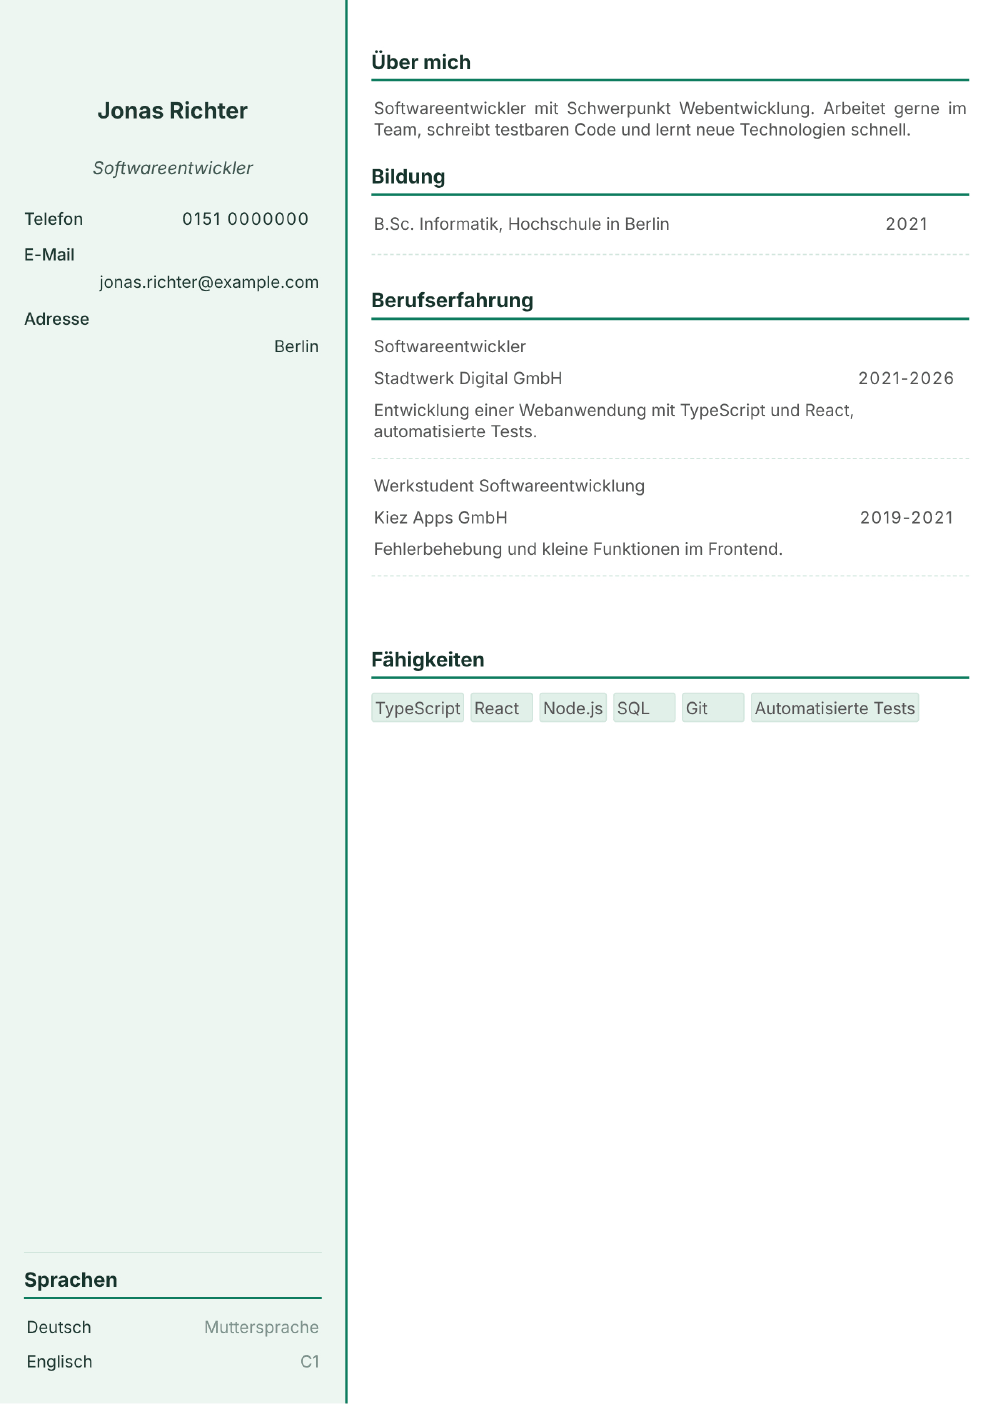 Jonas Richter
Softwareentwickler
Telefon 0151 0000000
E-Mail
jonas.richter@example.com
Adresse
Berlin
Sprachen
Deutsch Muttersprache
Englisch C1
Über mich
Softwareentwickler mit Schwerpunkt Webentwicklung. Arbeitet gerne im
Team, schreibt testbaren Code und lernt neue Technologien schnell.
Bildung
B.Sc. Informatik, Hochschule in Berlin 2021
Berufserfahrung
Softwareentwickler
Stadtwerk Digital GmbH 2021-2026
Entwicklung einer Webanwendung mit TypeScript und React,
automatisierte Tests.
Werkstudent Softwareentwicklung
Kiez Apps GmbH 2019-2021
Fehlerbehebung und kleine Funktionen im Frontend.
Fähigkeiten
TypeScript React Node.js SQL Git Automatisierte Tests